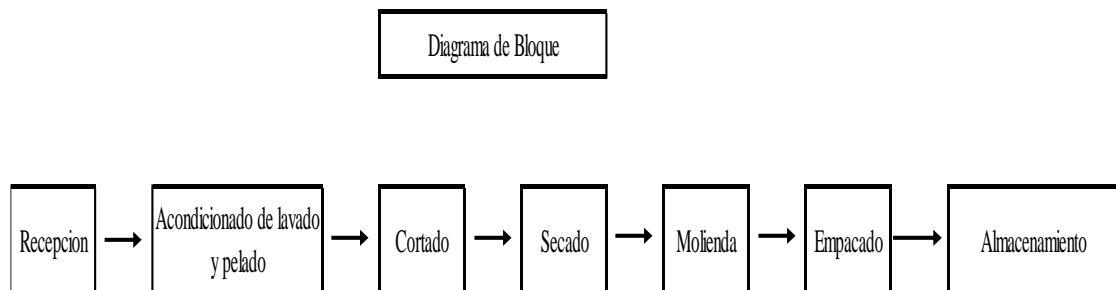 Diagrama de Bloque
Recepcion
Acondicionado de lavado
y pelado
Cortado
Secado
Molienda
Empacado
Almacenamiento